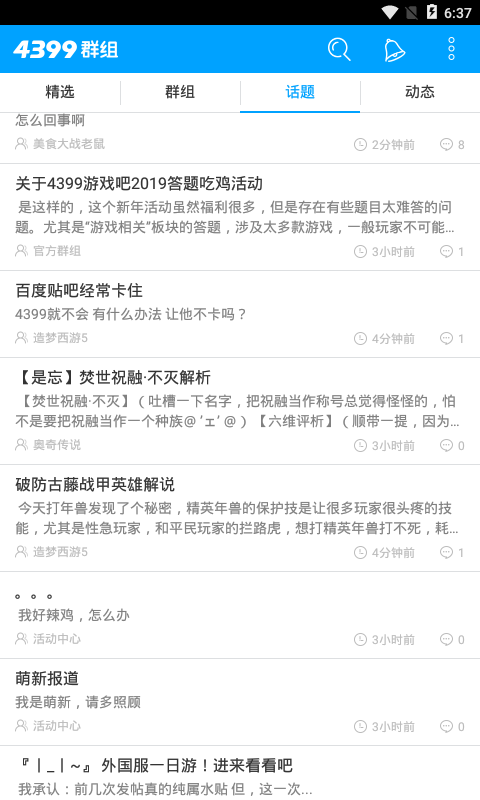 6:37
4399 群组
精选 群组 话题 动态
怎么回事啊
美食大战老鼠 2分钟前 8
关于4399游戏吧2019答题吃鸡活动
是这样的，这个新年活动虽然福利很多，但是存在有些题目太难答的问
题。尤其是“游戏相关”板块的答题，涉及太多款游戏，一般玩家不可能...
官方群组 3小时前 1
百度贴吧经常卡住
4399就不会 有什么办法 让他不卡吗？
造梦西游5 4分钟前 1
【是忘】焚世祝融·不灭解析
【焚世祝融·不灭】（吐槽一下名字，把祝融当作称号总觉得怪怪的，怕
不是要把祝融当作一个种族@ ‘ェ’ @）【六维评析】（顺带一提，因为...
奥奇传说 3小时前 0
破防古藤战甲英雄解说
今天打年兽发现了个秘密，精英年兽的保护技是让很多玩家很头疼的技
能，尤其是性急玩家，和平民玩家的拦路虎，想打精英年兽打不死，耗...
造梦西游5 4分钟前 1
。。。
我好辣鸡，怎么办
活动中心 3小时前 0
萌新报道
我是萌新，请多照顾
活动中心 3小时前 0
『丨_丨~』 外国服一日游！进来看看吧
我承认：前几次发帖真的纯属水贴 但，这一次...